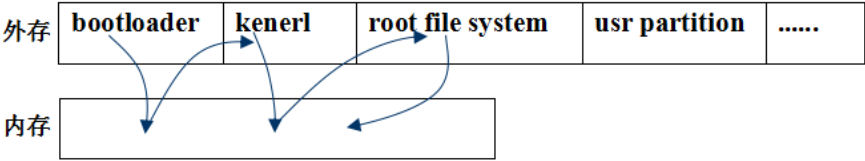 外存 bootloader kenerl root file system usr partition ......
内存